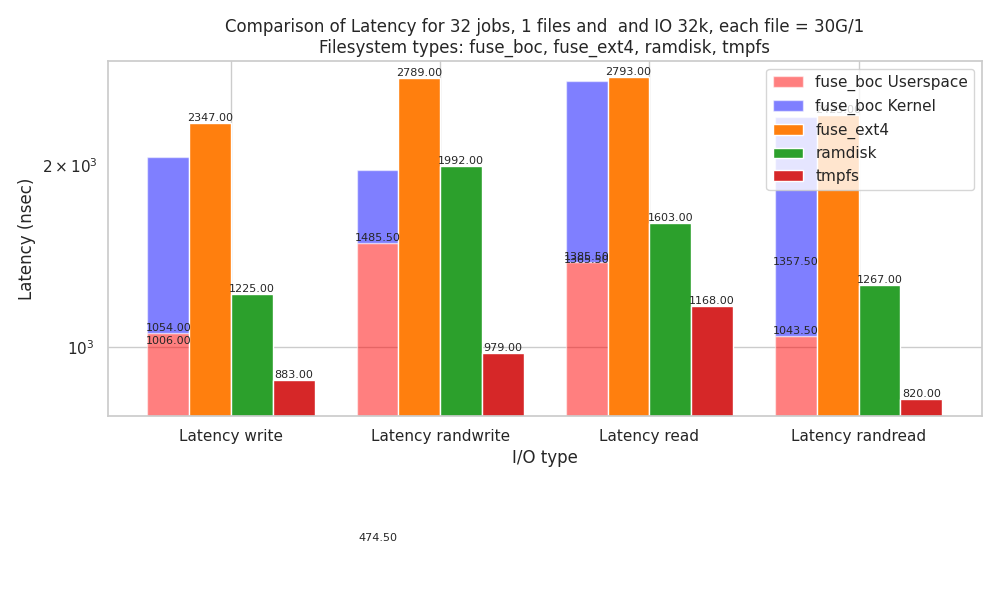 Comparison of Latency for 32 jobs, 1 files and  and IO 32k, each file = 30G/1
Filesystem types: fuse_boc, fuse_ext4, ramdisk, tmpfs
fuse_boc Userspace
fuse_boc Kernel
fuse_ext4
ramdisk
tmpfs
Latency (nsec)
2 × 10³
10³
1054.00
1006.00
2347.00
1225.00
883.00
1485.50
2789.00
1992.00
979.00
474.50
1385.50
2793.00
1603.00
1168.00
1357.50
1043.50
1267.00
820.00
Latency write
Latency randwrite
Latency read
Latency randread
I/O type